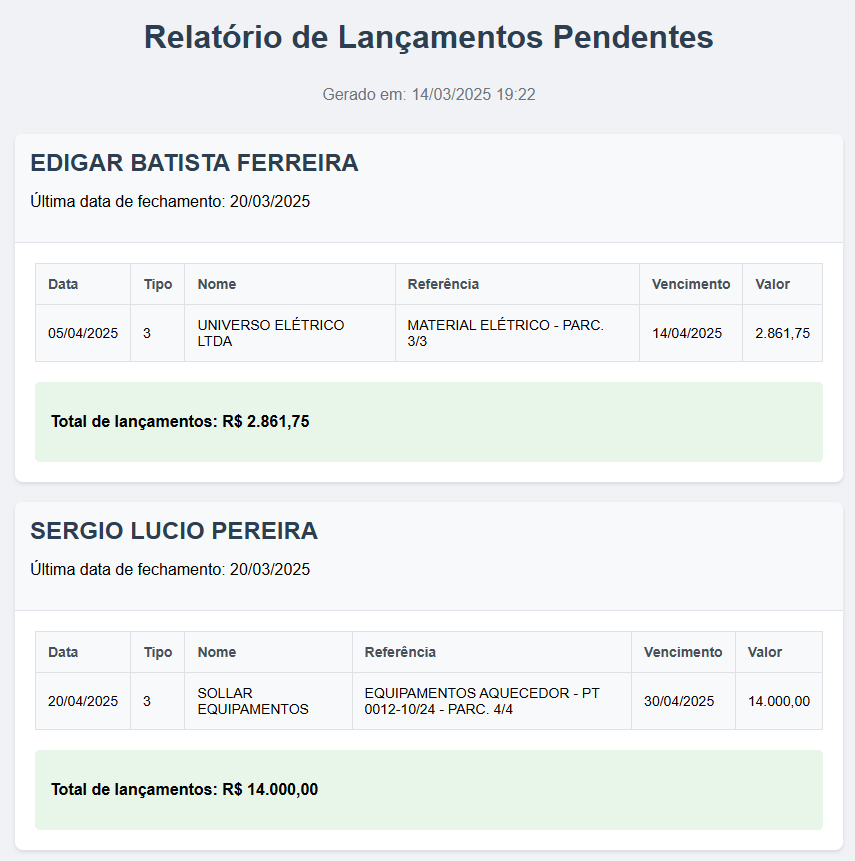 Relatório de Lançamentos Pendentes
Gerado em: 14/03/2025 19:22
EDIGAR BATISTA FERREIRA
Última data de fechamento: 20/03/2025
Data Tipo Nome Referência Vencimento Valor
05/04/2025 3 UNIVERSO ELÉTRICO LTDA MATERIAL ELÉTRICO - PARC. 3/3 14/04/2025 2.861,75
Total de lançamentos: R$ 2.861,75
SERGIO LUCIO PEREIRA
Última data de fechamento: 20/03/2025
Data Tipo Nome Referência Vencimento Valor
20/04/2025 3 SOLLAR EQUIPAMENTOS EQUIPAMENTOS AQUECEDOR - PT 0012-10/24 - PARC. 4/4 30/04/2025 14.000,00
Total de lançamentos: R$ 14.000,00